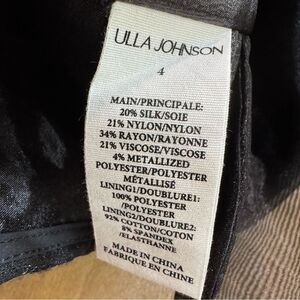 ULLA JOHNSON
4
MAIN/PRINCIPALE:
20% SILK/SOIE
21% NYLON/NYLON
34% RAYON/RAYONNE
21% VISCOSE/VISCOSE
4% METALLIZED
POLYESTER/POLYESTER
MÉTALLISÉ
LINING1/DOUBLURE1:
100% POLYESTER
/POLYESTER
LINING2/DOUBLURE2:
92% COTTON/COTON
8% SPANDEX
/ELASTHANNE
MADE IN CHINA
FABRIQUE EN CHINE